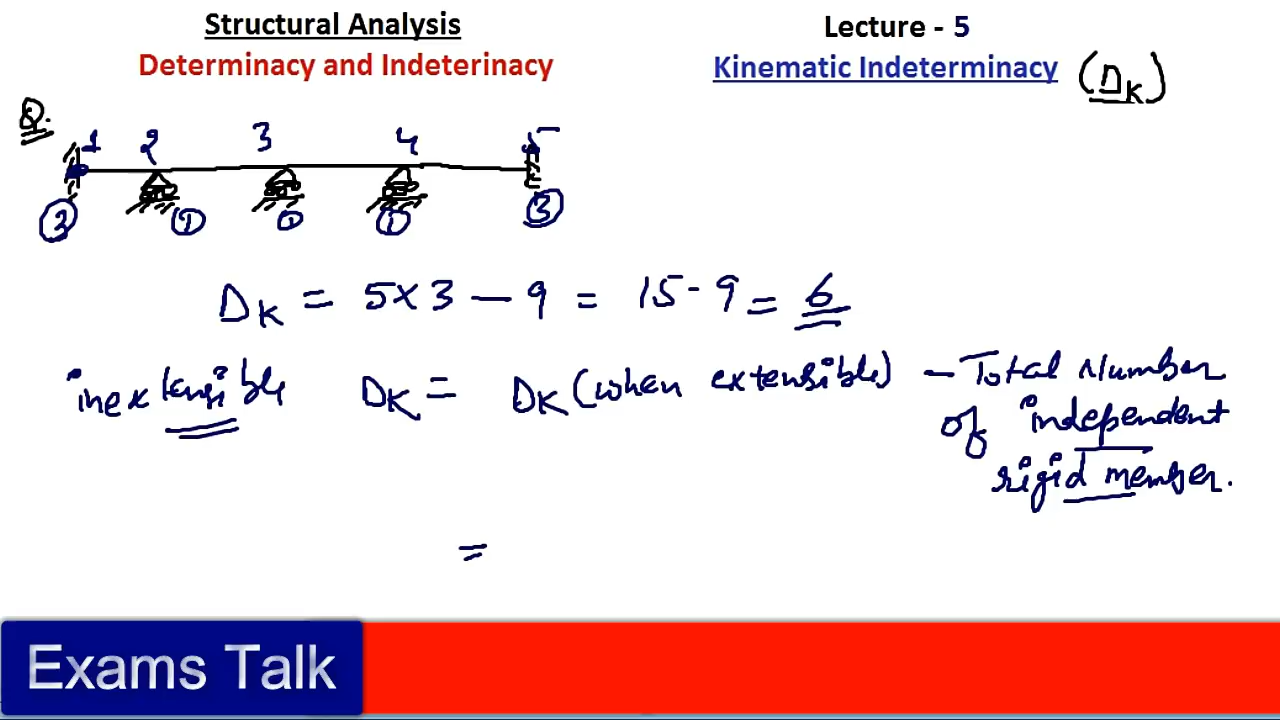 Structural Analysis
Lecture - 5
Determinacy and Indeterinacy
Kinematic Indeterminacy (DK)
Q.
1 2 3 4 5
3 1 1 1 3
DK = 5×3 - 9 = 15-9 = 6
inextensible DK = DK (when extensible) - Total Number
of independent
rigid member.
=
Exams Talk